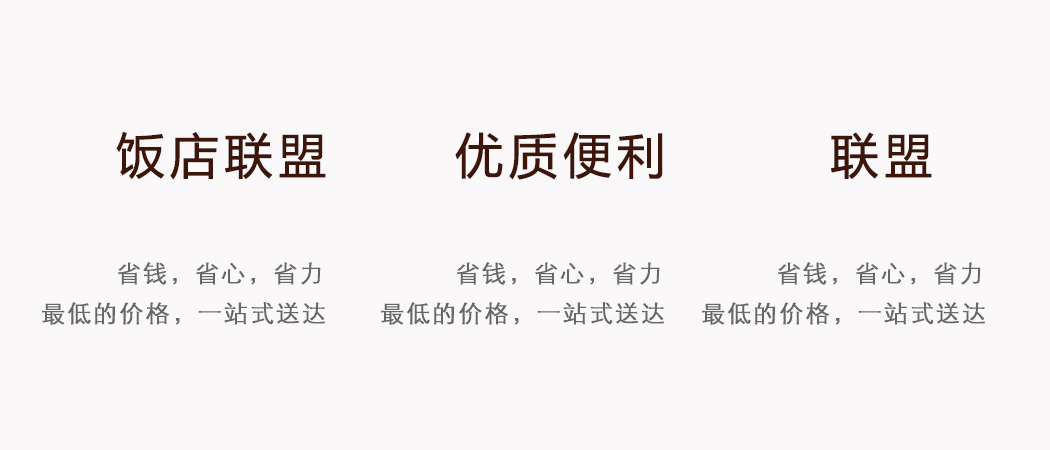 饭店联盟
优质便利
联盟
省钱，省心，省力
最低的价格，一站式送达
省钱，省心，省力
最低的价格，一站式送达
省钱，省心，省力
最低的价格，一站式送达